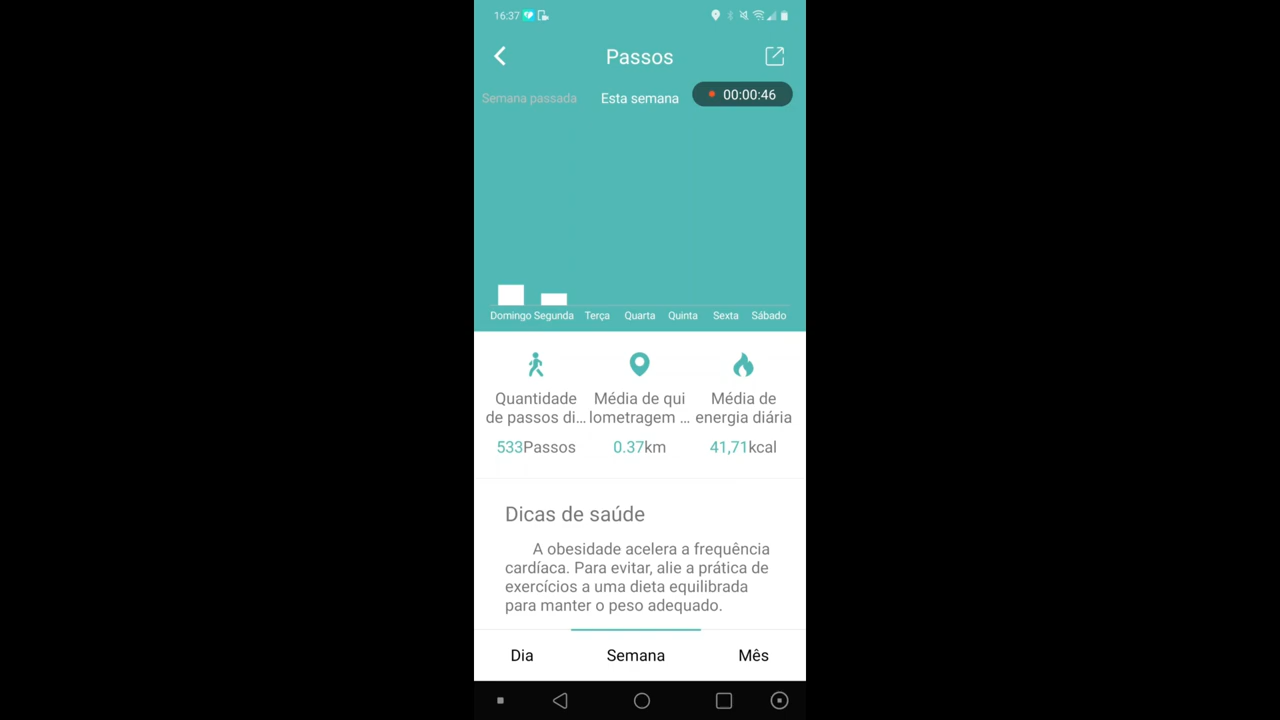 16:37
Passos
Semana passada
Esta semana
00:00:46
Domingo Segunda Terça Quarta Quinta Sexta Sábado
Quantidade
de passos di...
Média de qui
lometragem ...
Média de
energia diária
533Passos
0.37km
41,71kcal
Dicas de saúde
A obesidade acelera a frequência
cardíaca. Para evitar, alie a prática de
exercícios a uma dieta equilibrada
para manter o peso adequado.
Dia
Semana
Mês